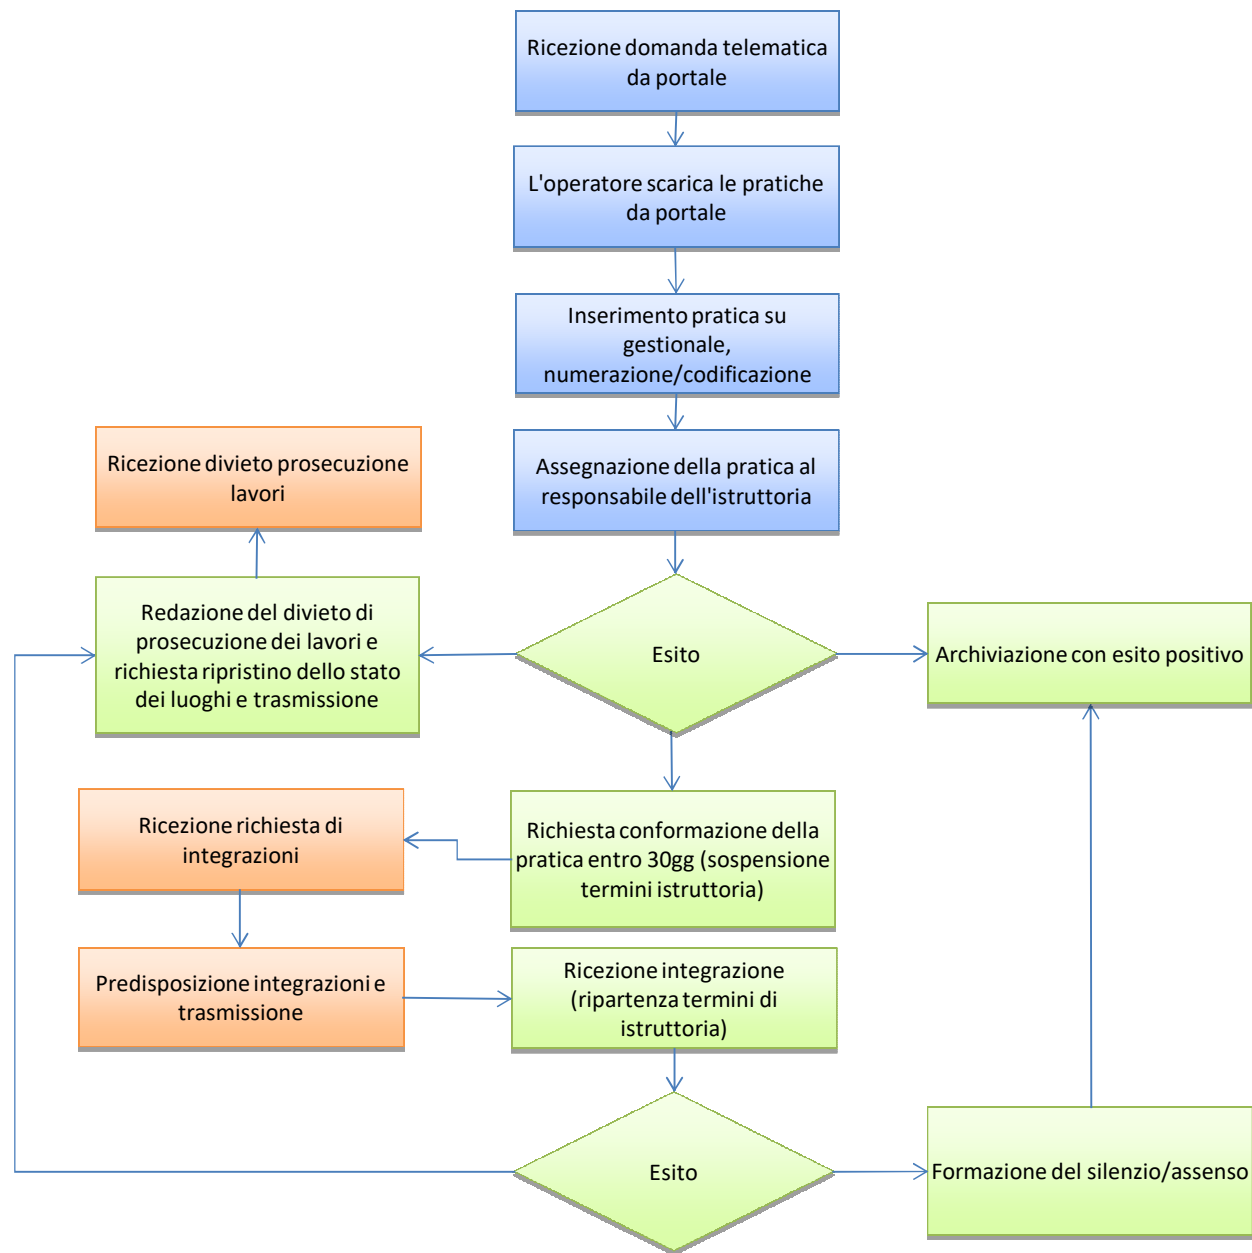 Ricezione domanda telematica
da portale
L'operatore scarica le pratiche
da portale
Inserimento pratica su
gestionale,
numerazione/codificazione
Assegnazione della pratica al
responsabile dell'istruttoria
Ricezione divieto prosecuzione
lavori
Redazione del divieto di
prosecuzione dei lavori e
richiesta ripristino dello stato
dei luoghi e trasmissione
Esito
Archiviazione con esito positivo
Richiesta conformazione della
pratica entro 30gg (sospensione
termini istruttoria)
Ricezione richiesta di
integrazioni
Predisposizione integrazioni e
trasmissione
Ricezione integrazione
(ripartenza termini di
istruttoria)
Esito
Formazione del silenzio/assenso